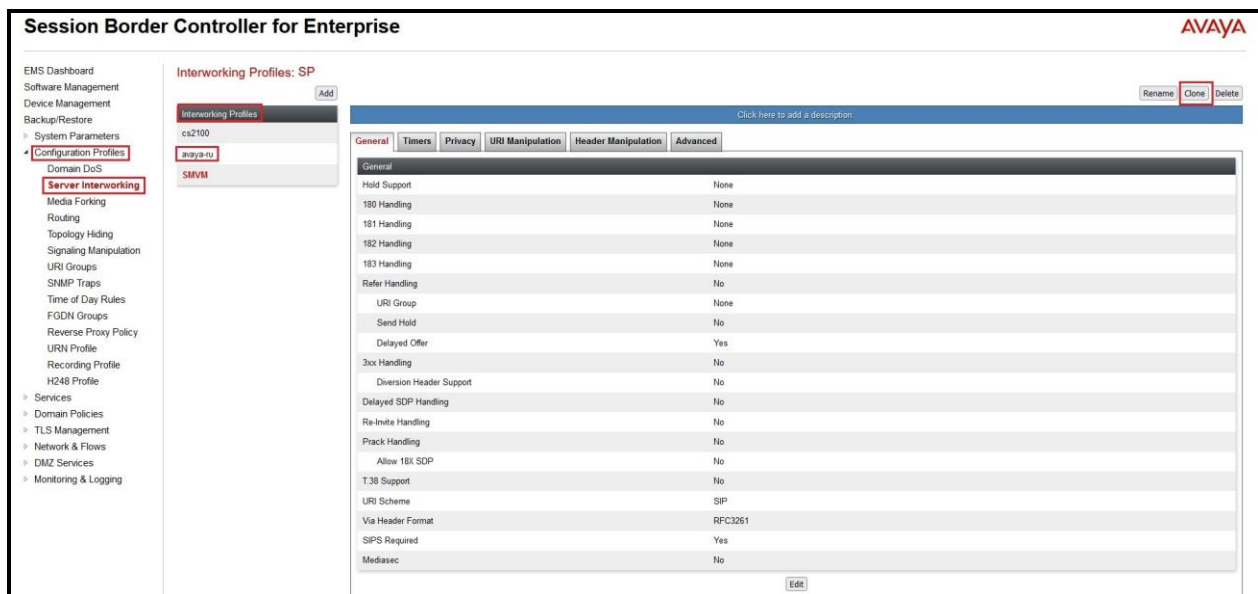 Session Border Controller for Enterprise
AVAYA
EMS Dashboard
Software Management
Device Management
Backup/Restore
System Parameters
Configuration Profiles
Domain DoS
Server Interworking
Media Forking
Routing
Topology Hiding
Signaling Manipulation
URI Groups
SNMP Traps
Time of Day Rules
FGDN Groups
Reverse Proxy Policy
URN Profile
Recording Profile
H248 Profile
Services
Domain Policies
TLS Management
Network & Flows
DMZ Services
Monitoring & Logging
Interworking Profiles: SP
Add
Rename Clone Delete
Interworking Profiles
cs2100
avaya-ru
SMVM
Click here to add a description.
General Timers Privacy URI Manipulation Header Manipulation Advanced
General
Hold Support None
180 Handling None
181 Handling None
182 Handling None
183 Handling None
Refer Handling No
URI Group None
Send Hold No
Delayed Offer Yes
3xx Handling No
Diversion Header Support No
Delayed SDP Handling No
Re-Invite Handling No
Prack Handling No
Allow 18X SDP No
T.38 Support No
URI Scheme SIP
Via Header Format RFC3261
SIPS Required Yes
Mediasec No
Edit